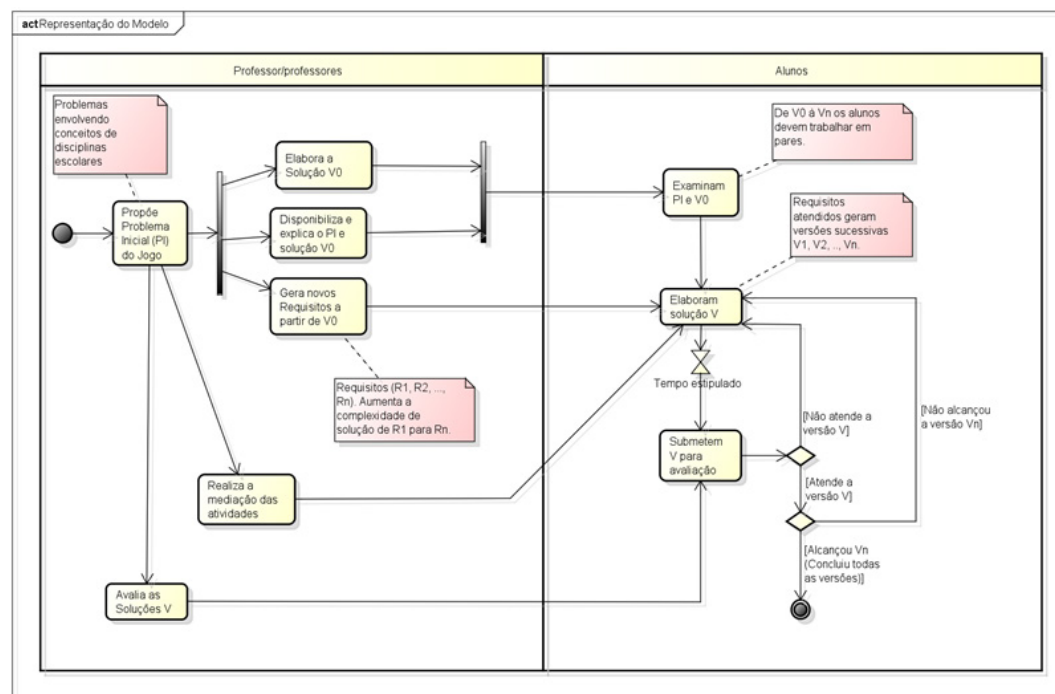 act Representação do Modelo
Professor/professores
Alunos
Problemas
envolvendo
conceitos de
disciplinas
escolares
Propõe
Problema
Inicial (PI)
do Jogo
Elabora a
Solução V0
Disponibiliza e
explica o PI e
solução V0
Gera novos
Requisitos a
partir de V0
Requisitos (R1, R2, ...,
Rn). Aumenta a
complexidade de
solução de R1 para Rn.
Realiza a
mediação das
atividades
Avalia as
Soluções V
De V0 à Vn os alunos
devem trabalhar em
pares.
Examinam
PI e V0
Requisitos
atendidos geram
versões sucessivas
V1, V2, .., Vn.
Elaboram
solução V
Tempo estipulado
Submetem
V para
avaliação
[Não atende a
versão V]
[Não alcançou
a versão Vn]
[Atende a
versão V]
[Alcançou Vn
(Concluiu todas
as versões)]